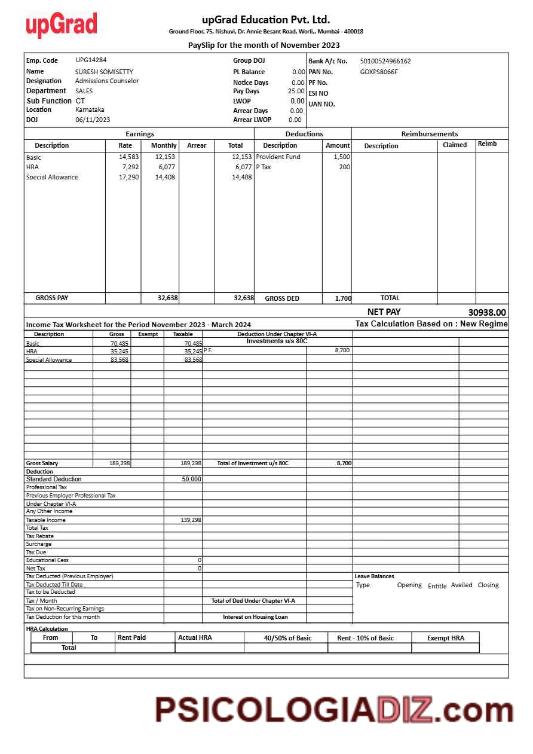 upGrad
upGrad Education Pvt. Ltd.
Ground Floor, 75, Nishuvi, Dr. Annie Besant Road, Worli,. Mumbai - 400018
PaySlip for the month of November 2023
Emp. Code UPG14284 Group DOJ Bank A/c No. 50100524966162
Name SURESH SOMISETTY PL Balance 0.00 PAN No. GOXPS8066F
Designation Admissions Counselor Notice Days 0.00 PF No.
Department SALES Pay Days 25.00 ESI NO
Sub Function CT LWOP 0.00 UAN NO.
Location Karnataka Arrear Days 0.00
DOJ 06/11/2023 Arrear LWOP 0.00
Earnings Deductions Reimbursements
Description Rate Monthly Arrear Total Description Amount Description Claimed Reimb
Basic 14,583 12,153 12,153 Provident Fund 1,500
HRA 7,292 6,077 6,077 P Tax 200
Special Allowance 17,290 14,408 14,408
GROSS PAY 32,638 32,638 GROSS DED 1,700 TOTAL
NET PAY 30938.00
Income Tax Worksheet for the Period November 2023 - March 2024 Tax Calculation Based on : New Regime
Description Gross Exempt Taxable Deduction Under Chapter VI-A
Basic 70,485 70,485 Investments u/s 80C
HRA 35,245 35,245 P.F. 8,700
Special Allowance 83,568 83,568
Gross Salary 189,298 189,298 Total of Investment u/s 80C 8,700
Deduction
Standard Deduction 50,000
Professional Tax
Previous Employer Professional Tax
Under Chapter VI-A
Any Other Income
Taxable Income 139,298
Total Tax
Tax Rebate
Surcharge
Tax Due
Educational Cess 0
Net Tax 0
Tax Deducted (Previous Employer) Leave Balances
Tax Deducted Till Date Type Opening Entitle Availed Closing
Tax to be Deducted
Tax / Month Total of Ded Under Chapter VI-A
Tax on Non-Recurring Earnings
Tax Deduction for this month Interest on Housing Loan
HRA Calculation
From To Rent Paid Actual HRA 40/50% of Basic Rent - 10% of Basic Exempt HRA
Total
PSICOLOGIADIZ.com